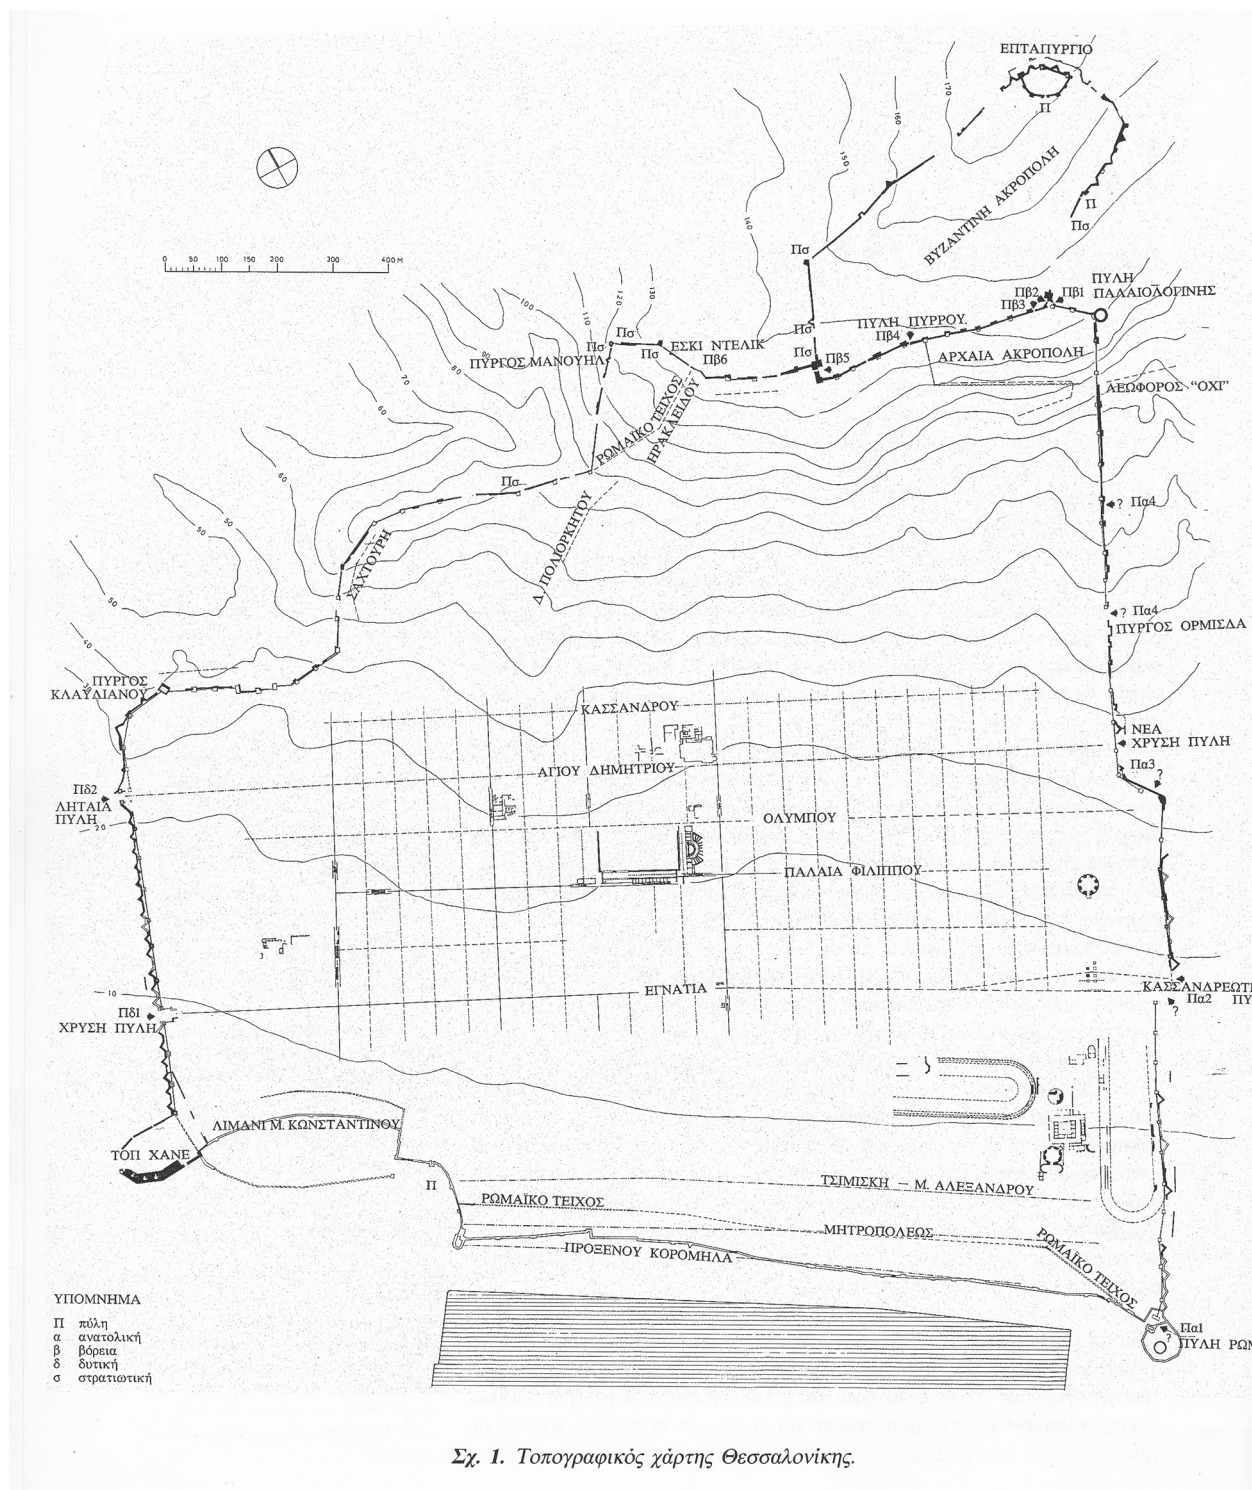 ΕΠΤΑΠΥΡΓΙΟ
170
Π
160
150
ΒΥΖΑΝΤΙΝΗ ΑΚΡΟΠΟΛΗ
140
Π
Πσ
Πσ
0 50 100 200 300 400 Μ
ΠΥΛΗ
ΠΑΛΑΙΟΛΟΓΙΝΗΣ
Πβ2
Πβ1
Πβ3
130
120
110
100
ΠΥΛΗ ΠΥΡΡΟΥ
Πσ
Πσ
Πβ4
Πσ
ΕΣΚΙ ΝΤΕΛΙΚ
Πσ
Πσ
Πβ5
ΑΡΧΑΙΑ ΑΚΡΟΠΟΛΗ
ΠΥΡΓΟΣ ΜΑΝΟΥΗΛ
Πβ6
90
80
70
60
ΛΕΩΦΟΡΟΣ "ΟΧΙ"
ΡΩΜΑΪΚΟ ΤΕΙΧΟΣ
ΗΡΑΚΛΕΙΔΟΥ
60
Πσ
50
50
? Πα4
Δ. ΠΟΛΙΟΡΚΗΤΟΥ
ΣΑΧΤΟΥΡΗ
50
? Πα4
ΠΥΡΓΟΣ ΟΡΜΙΣΔΑ
40
ΠΥΡΓΟΣ
ΚΛΑΥΔΙΑΝΟΥ
ΚΑΣΣΑΝΔΡΟΥ
ΝΕΑ
ΧΡΥΣΗ ΠΥΛΗ
ΑΓΙΟΥ ΔΗΜΗΤΡΙΟΥ
Πα3
?
Πδ2
ΛΗΤΑΙΑ
ΠΥΛΗ
20
ΟΛΥΜΠΟΥ
ΠΑΛΑΙΑ ΦΙΛΙΠΠΟΥ
10
ΕΓΝΑΤΙΑ
ΚΑΣΣΑΝΔΡΕΩΤΙ
Πα2 ΠΥ
?
Πδ1
ΧΡΥΣΗ ΠΥΛΗ
ΛΙΜΑΝΙ Μ. ΚΩΝΣΤΑΝΤΙΝΟΥ
ΤΟΠ ΧΑΝΕ
Π
ΤΣΙΜΙΣΚΗ — Μ. ΑΛΕΞΑΝΔΡΟΥ
ΡΩΜΑΪΚΟ ΤΕΙΧΟΣ
ΜΗΤΡΟΠΟΛΕΩΣ
ΠΡΟΞΕΝΟΥ ΚΟΡΟΜΗΛΑ
ΡΩΜΑΪΚΟ ΤΕΙΧΟΣ
Πα1
?
ΠΥΛΗ ΡΩΜ
ΥΠΟΜΝΗΜΑ
Π πύλη
α ανατολική
β βόρεια
δ δυτική
σ στρατιωτική
Σχ. 1. Τοπογραφικός χάρτης Θεσσαλονίκης.